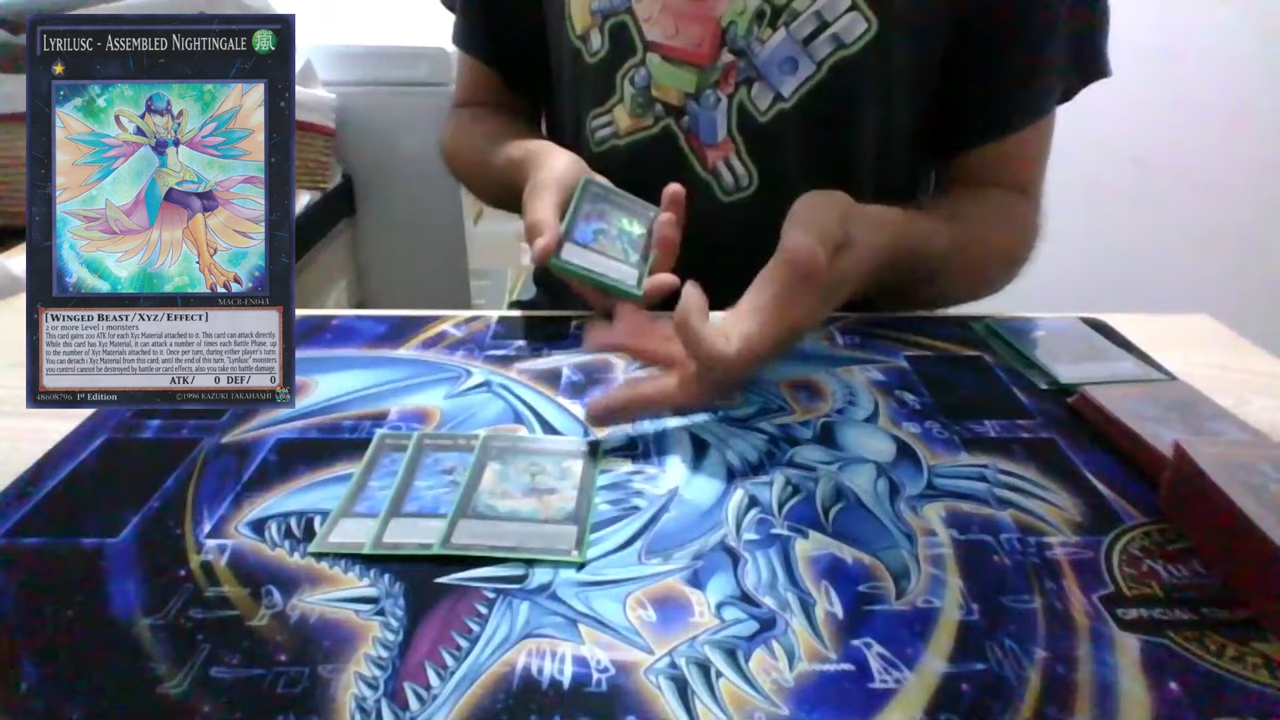 LYRILUSC - ASSEMBLED NIGHTINGALE
MACR-EN043
[WINGED BEAST/XYZ/EFFECT]
2 or more Level 1 monsters
This card gains 200 ATK for each Xyz Material attached to it. This card can attack directly.
While this card has Xyz Material, it can attack a number of times each Battle Phase, up
to the number of Xyz Materials attached to it. Once per turn, during either player's turn:
You can detach 1 Xyz Material from this card; until the end of this turn, "Lyrilusc" monsters
you control cannot be destroyed by battle or card effects, also you take no battle damage.
ATK/ 0 DEF/ 0
48608796 1st Edition ©1996 KAZUKI TAKAHASHI
OFFICIAL